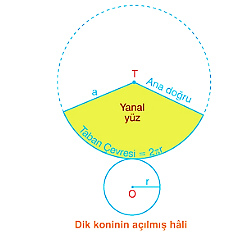 T
a
Ana doğru
Yanal
yüz
Taban Çevresi = 2πr
r
O
Dik koninin açılmış hâli